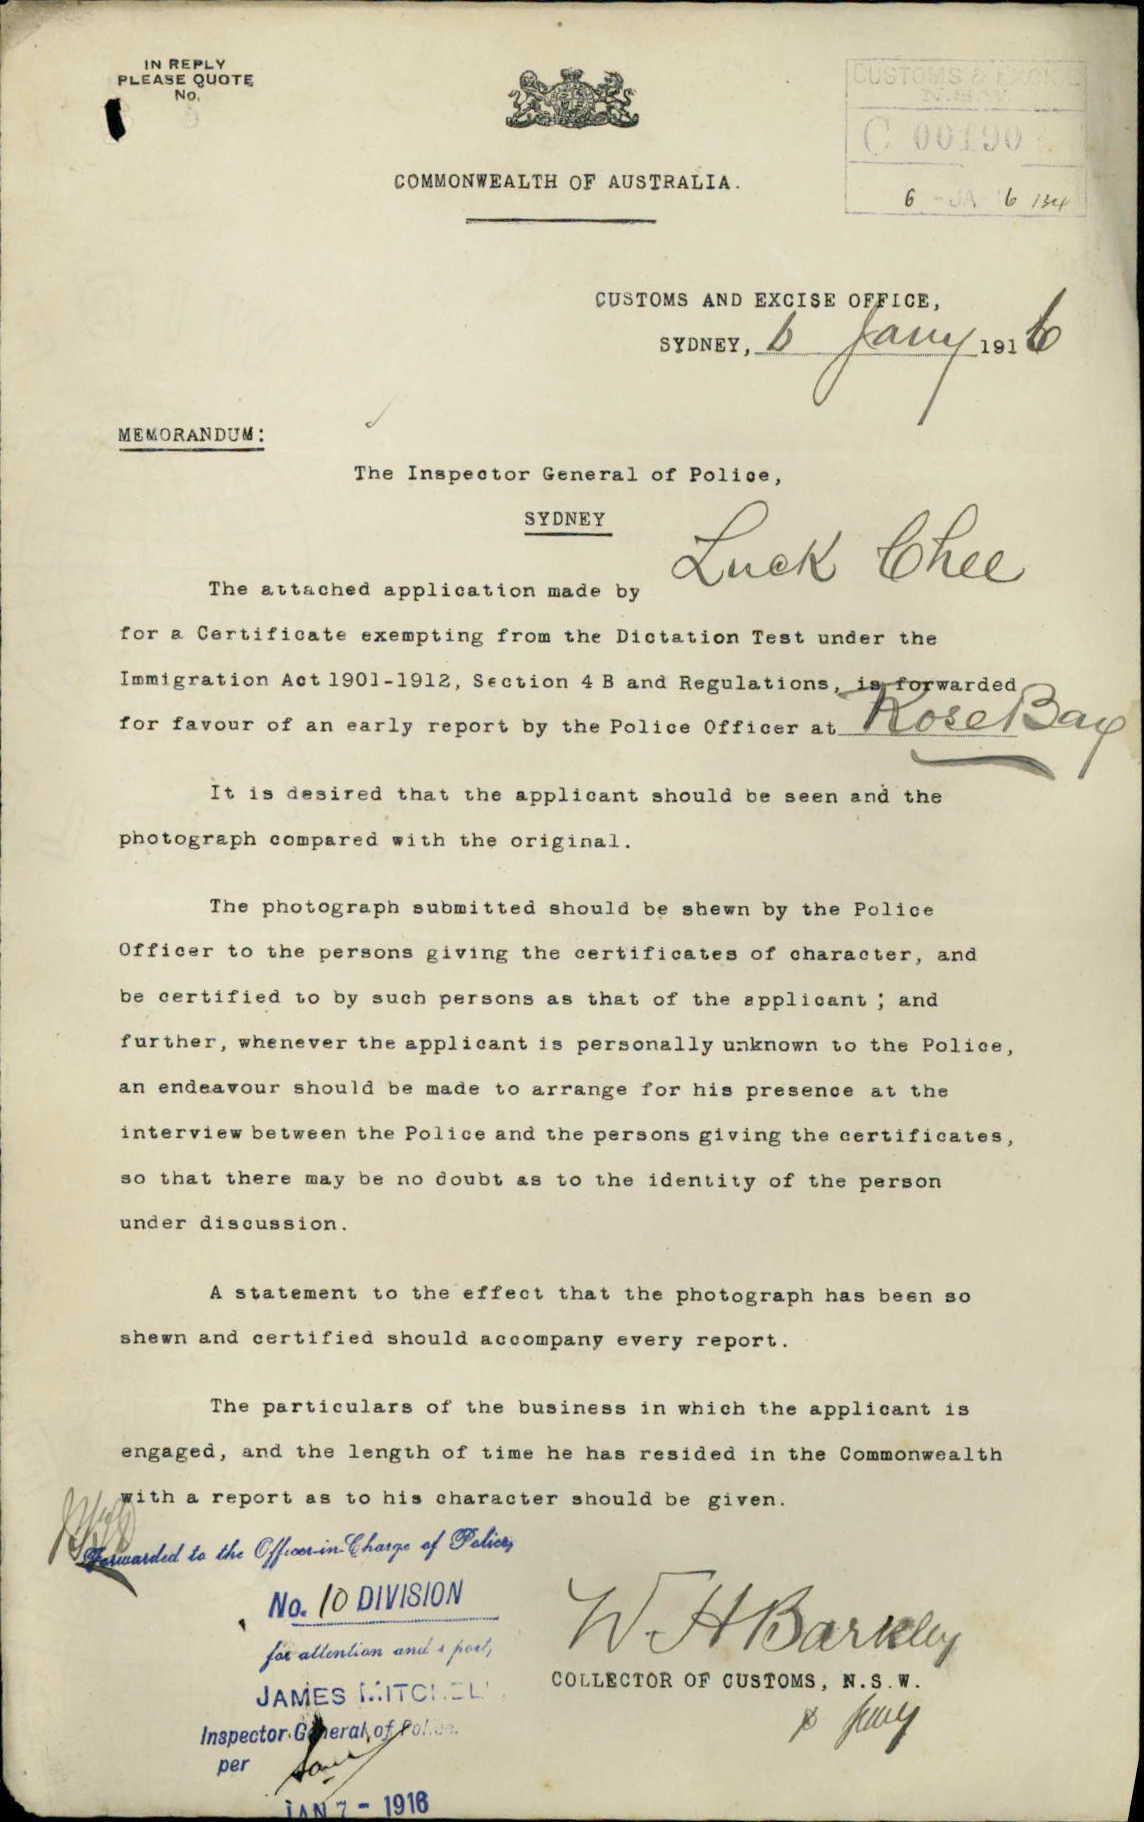 IN REPLY
PLEASE QUOTE
No.
CUSTOMS & EXCISE
N.S.W.
C 00190
6 - JA 6
COMMONWEALTH OF AUSTRALIA.
CUSTOMS AND EXCISE OFFICE,
SYDNEY, 6 Jany 1916
MEMORANDUM:
The Inspector General of Police,
SYDNEY
The attached application made by Luck Chee
for a Certificate exempting from the Dictation Test under the
Immigration Act 1901-1912, Section 4 B and Regulations, is forwarded
for favour of an early report by the Police Officer at Rose Bay
It is desired that the applicant should be seen and the
photograph compared with the original.
The photograph submitted should be shewn by the Police
Officer to the persons giving the certificates of character, and
be certified to by such persons as that of the applicant ; and
further, whenever the applicant is personally unknown to the Police,
an endeavour should be made to arrange for his presence at the
interview between the Police and the persons giving the certificates,
so that there may be no doubt as to the identity of the person
under discussion.
A statement to the effect that the photograph has been so
shewn and certified should accompany every report.
The particulars of the business in which the applicant is
engaged, and the length of time he has resided in the Commonwealth
with a report as to his character should be given.
Forwarded to the Officer-in-Charge of Police,
No. 10 DIVISION
for attention and
JAMES MITCHELL
Inspector General of Police.
per
JAN 7 - 1916
W. H Barkley
COLLECTOR OF CUSTOMS, N.S.W.